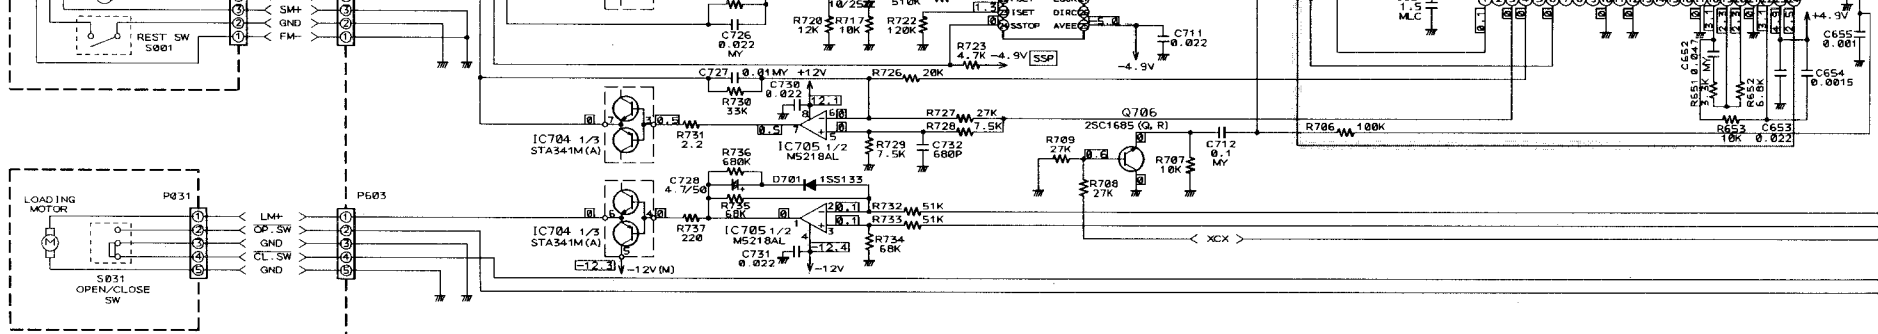 SM+
GND
FM-
REST SW
S001
C726
0.022
MY
R720
12K
R717
10K
R722
120K
ISET
SSTOP
DIRC
AVEE
C711
0.022
-4.9V
R723
4.7K
-4.9V
SSP
C727
0.01MY
+12V
R730
33K
C730
0.022
12.1
R726
20K
R727
27K
R728
7.5K
R729
7.5K
C732
680P
IC705 1/2
M5218AL
0.5
0.5
R731
2.2
IC704 1/3
STA341M(A)
Q706
2SC1685(Q,R)
R709
27K
0.6
R708
27K
R707
10K
C712
0.1
MY
R706
100K
1.5
MLC
+4.9V
C655
0.001
C654
0.0015
C652
0.047
MY
R651
R652
6.8K
R653
10K
C653
0.022
LOADING
MOTOR
P031
P603
LM+
OP.SW
GND
CL.SW
GND
S031
OPEN/CLOSE
SW
R736
680K
C728
4.7/50
D701
1SS133
R735
68K
R737
220
IC704 1/3
STA341M(A)
-12.3
-12V(M)
IC705 1/2
M5218AL
0.1
0.1
R732
51K
R733
51K
R734
68K
C731
0.022
-12.4
-12V
XCX